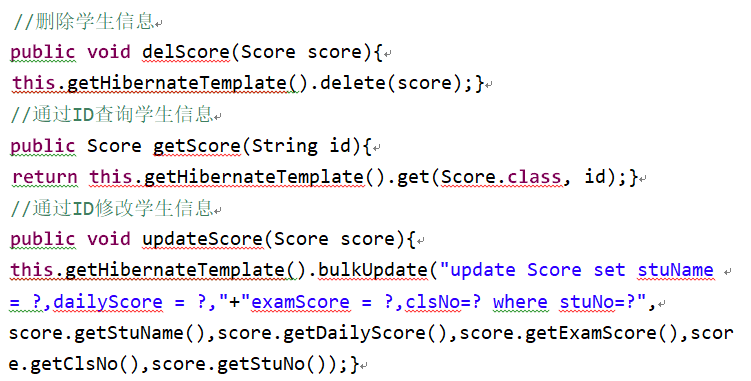 //删除学生信息
public void delScore(Score score){
this.getHibernateTemplate().delete(score);}
//通过ID查询学生信息
public Score getScore(String id){
return this.getHibernateTemplate().get(Score.class, id);}
//通过ID修改学生信息
public void updateScore(Score score){
this.getHibernateTemplate().bulkUpdate("update Score set stuName
= ?,dailyScore = ?,"+"examScore = ?,clsNo=? where stuNo=?",
score.getStuName(),score.getDailyScore(),score.getExamScore(),scor
e.getClsNo(),score.getStuNo());}